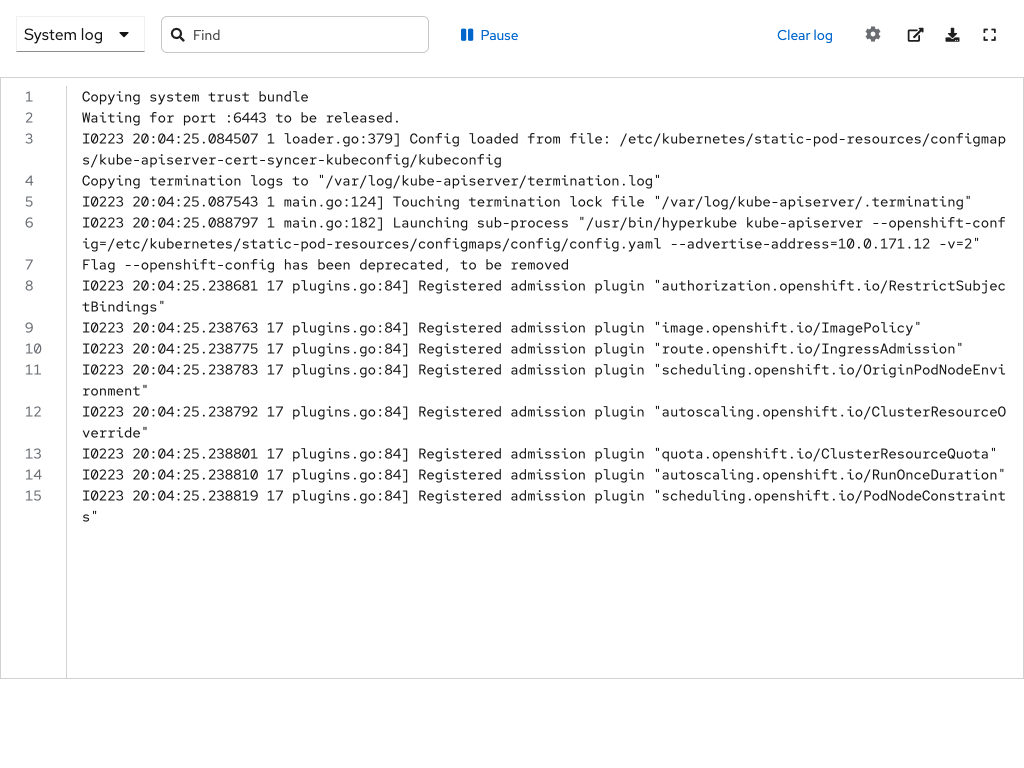 System log
Find
Pause
Clear log
1 Copying system trust bundle
2 Waiting for port :6443 to be released.
3 I0223 20:04:25.084507 1 loader.go:379] Config loaded from file: /etc/kubernetes/static-pod-resources/configmap
s/kube-apiserver-cert-syncer-kubeconfig/kubeconfig
4 Copying termination logs to "/var/log/kube-apiserver/termination.log"
5 I0223 20:04:25.087543 1 main.go:124] Touching termination lock file "/var/log/kube-apiserver/.terminating"
6 I0223 20:04:25.088797 1 main.go:182] Launching sub-process "/usr/bin/hyperkube kube-apiserver --openshift-conf
ig=/etc/kubernetes/static-pod-resources/configmaps/config/config.yaml --advertise-address=10.0.171.12 -v=2"
7 Flag --openshift-config has been deprecated, to be removed
8 I0223 20:04:25.238681 17 plugins.go:84] Registered admission plugin "authorization.openshift.io/RestrictSubjec
tBindings"
9 I0223 20:04:25.238763 17 plugins.go:84] Registered admission plugin "image.openshift.io/ImagePolicy"
10 I0223 20:04:25.238775 17 plugins.go:84] Registered admission plugin "route.openshift.io/IngressAdmission"
11 I0223 20:04:25.238783 17 plugins.go:84] Registered admission plugin "scheduling.openshift.io/OriginPodNodeEnvi
ronment"
12 I0223 20:04:25.238792 17 plugins.go:84] Registered admission plugin "autoscaling.openshift.io/ClusterResourceO
verride"
13 I0223 20:04:25.238801 17 plugins.go:84] Registered admission plugin "quota.openshift.io/ClusterResourceQuota"
14 I0223 20:04:25.238810 17 plugins.go:84] Registered admission plugin "autoscaling.openshift.io/RunOnceDuration"
15 I0223 20:04:25.238819 17 plugins.go:84] Registered admission plugin "scheduling.openshift.io/PodNodeConstraint
s"